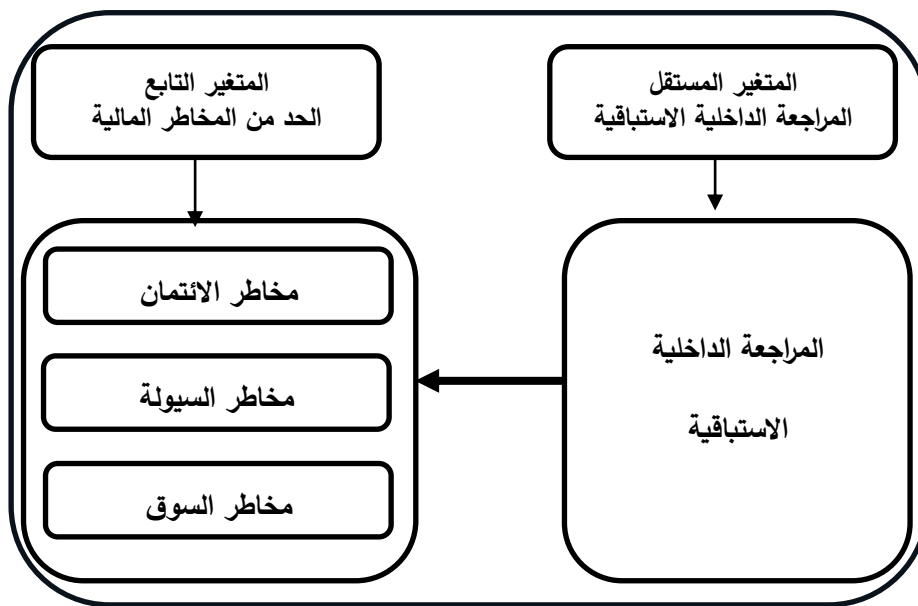 المتغير المستقل
المراجعة الداخلية الاستباقية
المتغير التابع
الحد من المخاطر المالية
المراجعة الداخلية
الاستباقية
مخاطر الائتمان
مخاطر السيولة
مخاطر السوق